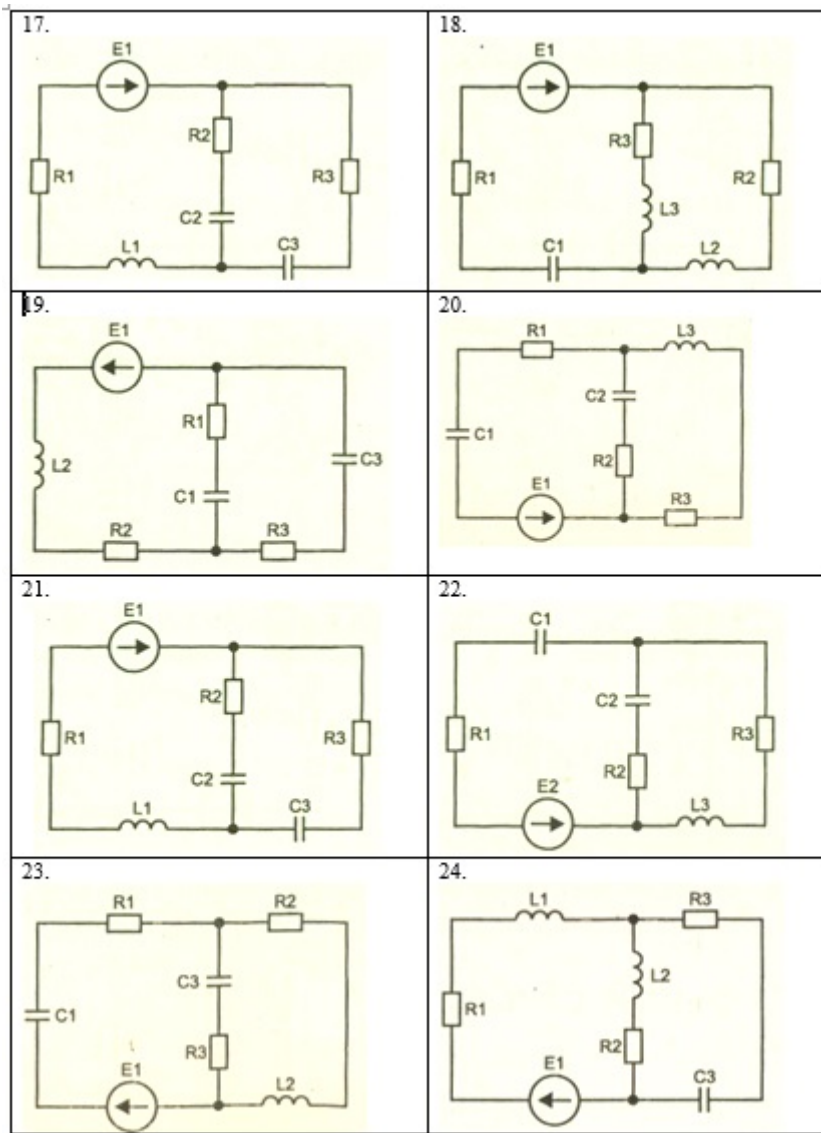 17.
E1
R2
R1
R3
C2
L1
C3
18.
E1
R3
R1
R2
L3
C1
L2
19.
E1
R1
C3
L2
C1
R2
R3
20.
R1
L3
C2
C1
R2
E1
R3
21.
E1
R2
R1
R3
C2
L1
C3
22.
C1
C2
R1
R3
R2
E2
L3
23.
R1
R2
C3
C1
R3
E1
L2
24.
L1
R3
L2
R1
R2
E1
C3